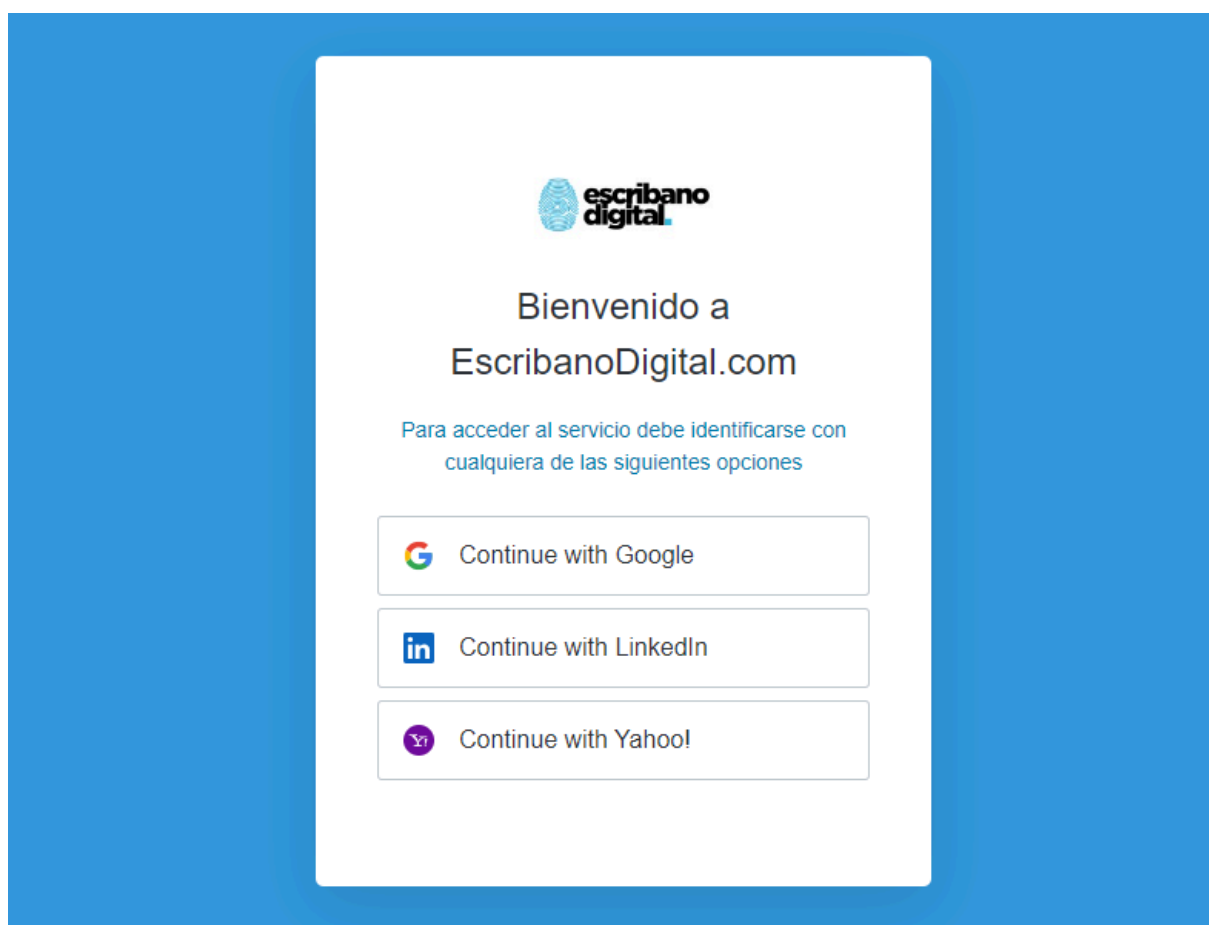 escribano
digital.
Bienvenido a
EscribanoDigital.com
Para acceder al servicio debe identificarse con
cualquiera de las siguientes opciones
Continue with Google
Continue with LinkedIn
Continue with Yahoo!